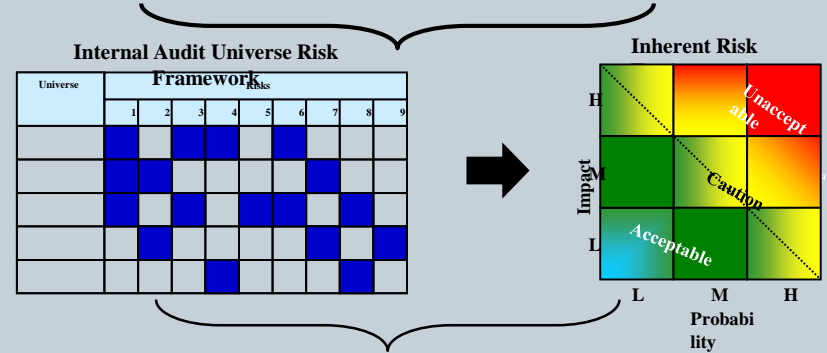 Internal Audit Universe Risk
Framework
Universe
Risks
1 2 3 4 5 6 7 8 9
Inherent Risk
H
M
L
Impact
Unaccept
able
Caution
Acceptable
L M H
Probabi
lity